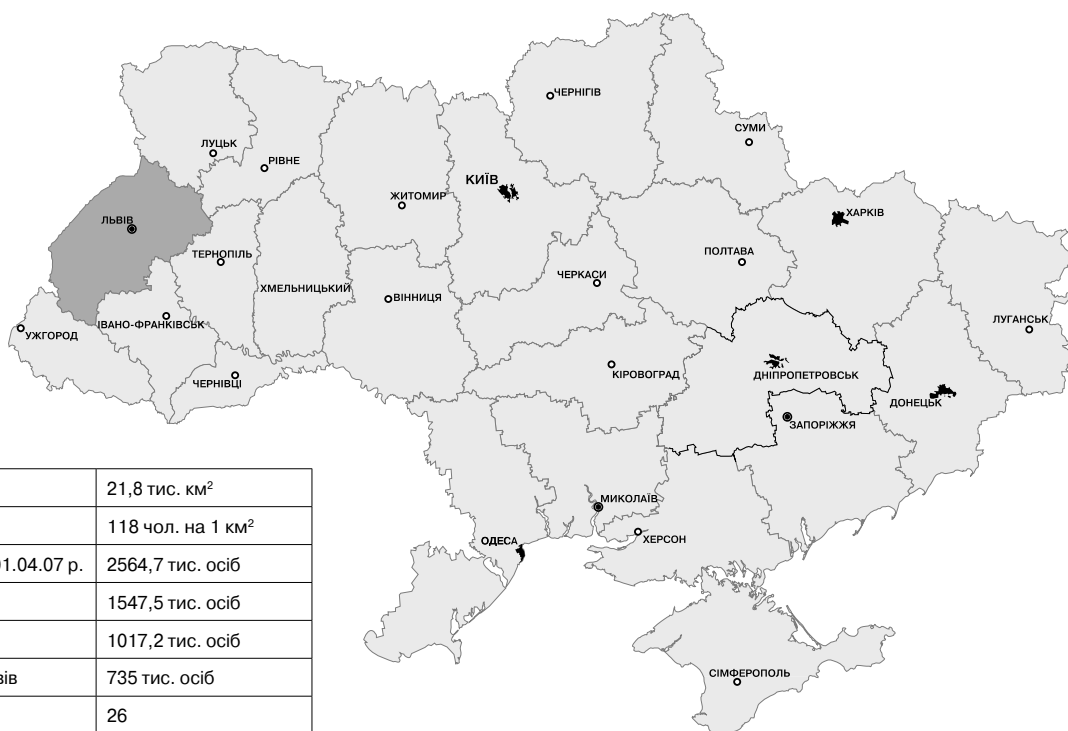 ЧЕРНІГІВ
СУМИ
ЛУЦЬК
РІВНЕ
КИЇВ
ЖИТОМИР
ХАРКІВ
ЛЬВІВ
ТЕРНОПІЛЬ
ПОЛТАВА
ЧЕРКАСИ
ХМЕЛЬНИЦЬКИЙ
ВІННИЦЯ
ЛУГАНСЬК
ІВАНО-ФРАНКІВСЬК
УЖГОРОД
КІРОВОГРАД
ДНІПРОПЕТРОВСЬК
ЧЕРНІВЦІ
ДОНЕЦЬК
ЗАПОРІЖЖЯ
МИКОЛАЇВ
ХЕРСОН
ОДЕСА
СІМФЕРОПОЛЬ
21,8 тис. км²
118 чол. на 1 км²
01.04.07 р. 2564,7 тис. осіб
1547,5 тис. осіб
1017,2 тис. осіб
735 тис. осіб
26